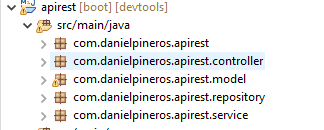 apirest [boot] [devtools]
src/main/java
com.danielpineros.apirest
com.danielpineros.apirest.controller
com.danielpineros.apirest.model
com.danielpineros.apirest.repository
com.danielpineros.apirest.service